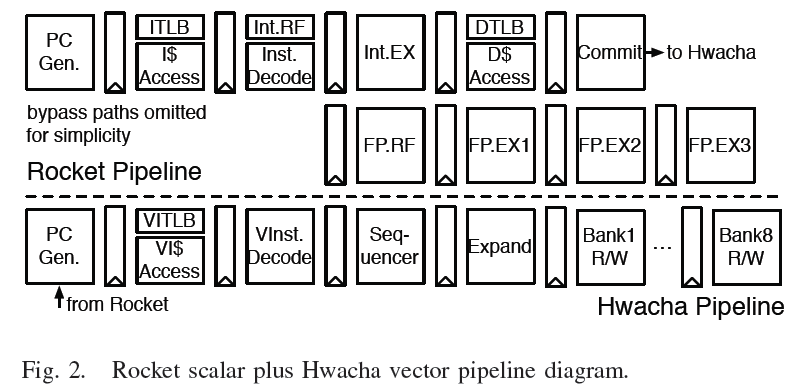 PC
Gen.
ITLB
I$
Access
Int.RF
Inst.
Decode
Int.EX
DTLB
D$
Access
Commit
to Hwacha
bypass paths omitted
for simplicity
Rocket Pipeline
FP.RF
FP.EX1
FP.EX2
FP.EX3
PC
Gen.
VITLB
VI$
Access
VInst.
Decode
Seq-
uencer
Expand
Bank1
R/W
...
Bank8
R/W
from Rocket
Hwacha Pipeline
Fig. 2. Rocket scalar plus Hwacha vector pipeline diagram.